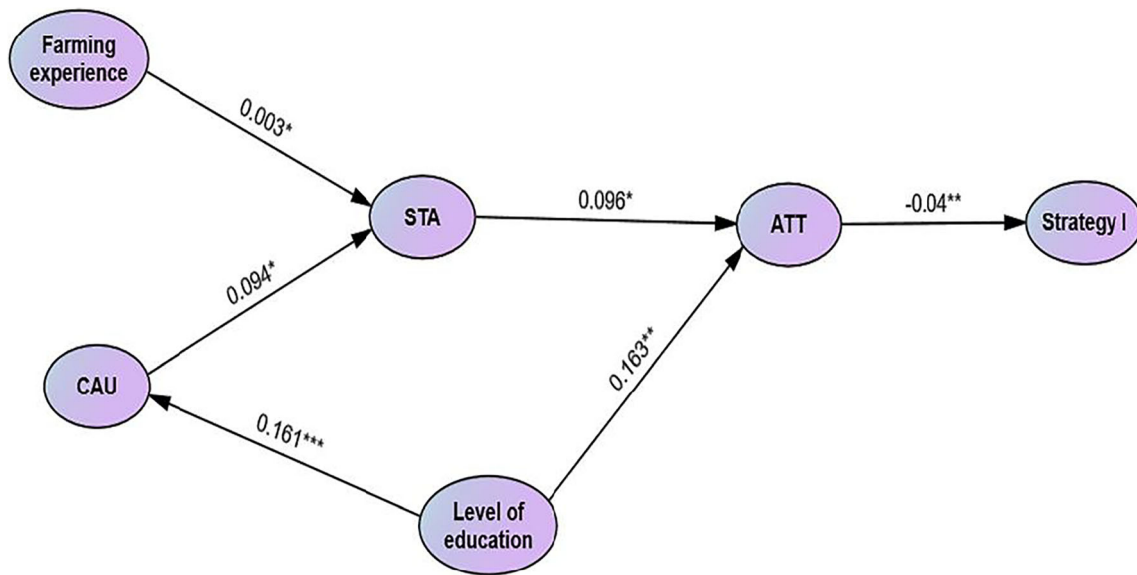 Farming
experience
0.003*
STA
0.096*
ATT
-0.04**
Strategy I
0.094*
CAU
0.163**
0.161***
Level of
education